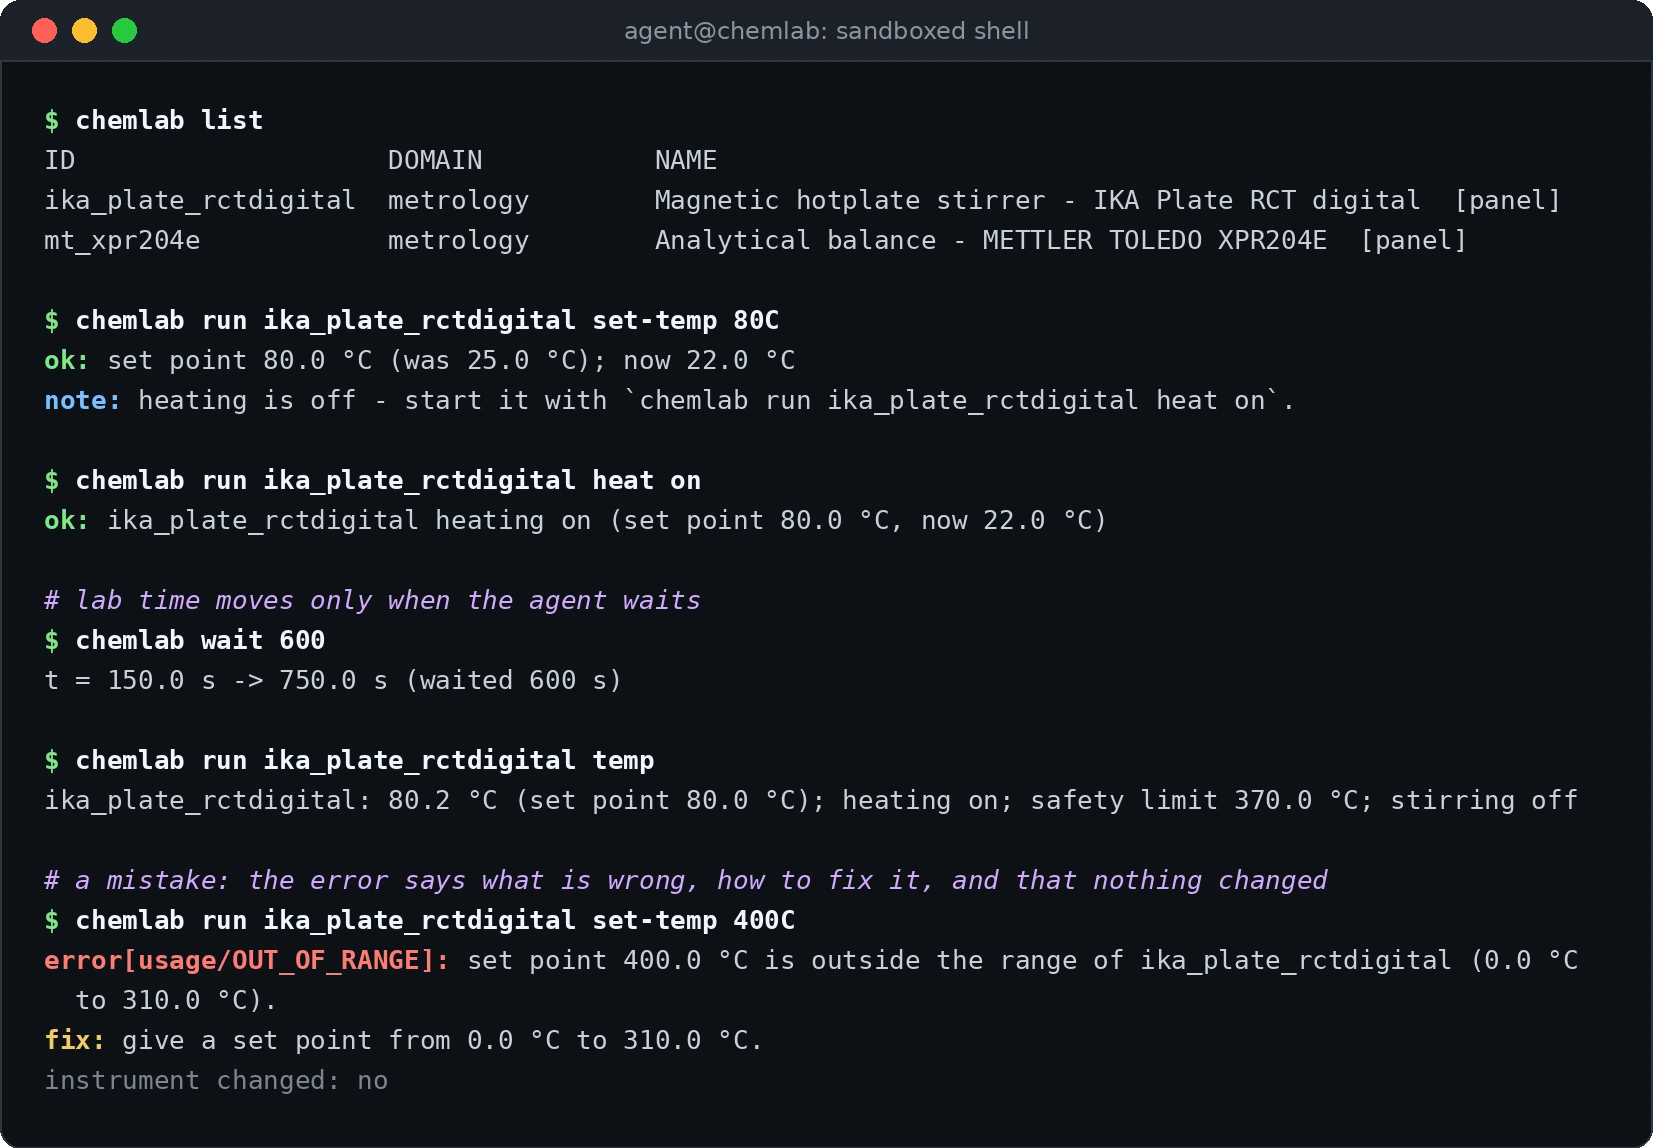 agent@chemlab: sandboxed shell
$ chemlab list
ID                    DOMAIN           NAME
ika_plate_rctdigital  metrology        Magnetic hotplate stirrer - IKA Plate RCT digital  [panel]
mt_xpr204e            metrology        Analytical balance - METTLER TOLEDO XPR204E  [panel]
$ chemlab run ika_plate_rctdigital set-temp 80C
ok: set point 80.0 °C (was 25.0 °C); now 22.0 °C
note: heating is off - start it with `chemlab run ika_plate_rctdigital heat on`.
$ chemlab run ika_plate_rctdigital heat on
ok: ika_plate_rctdigital heating on (set point 80.0 °C, now 22.0 °C)
# lab time moves only when the agent waits
$ chemlab wait 600
t = 150.0 s -> 750.0 s (waited 600 s)
$ chemlab run ika_plate_rctdigital temp
ika_plate_rctdigital: 80.2 °C (set point 80.0 °C); heating on; safety limit 370.0 °C; stirring off
# a mistake: the error says what is wrong, how to fix it, and that nothing changed
$ chemlab run ika_plate_rctdigital set-temp 400C
error[usage/OUT_OF_RANGE]: set point 400.0 °C is outside the range of ika_plate_rctdigital (0.0 °C
  to 310.0 °C).
fix: give a set point from 0.0 °C to 310.0 °C.
instrument changed: no